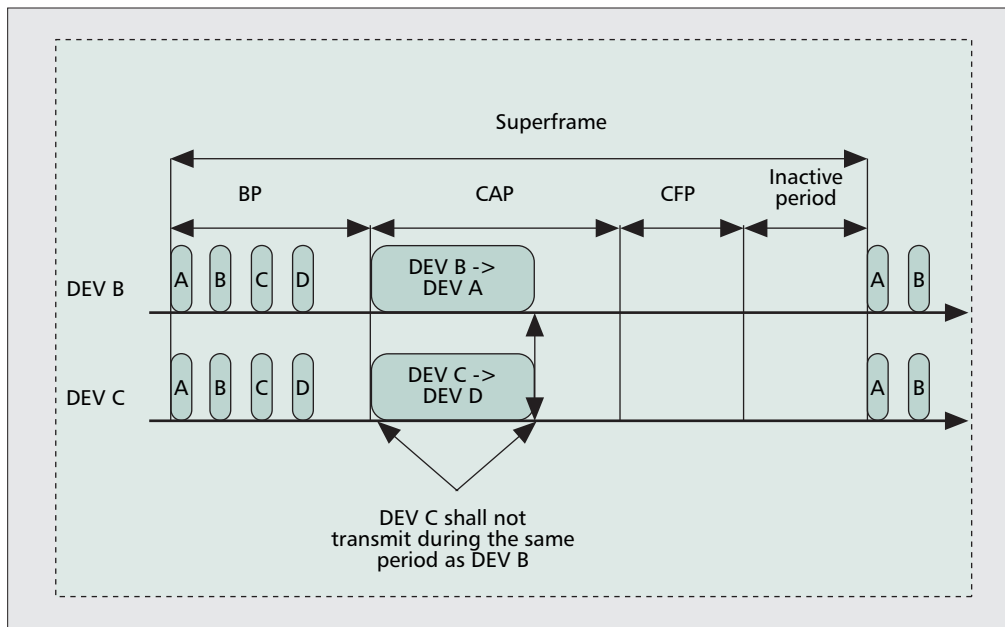 Superframe
BP
CAP
CFP
Inactive
period
DEV B
A
B
C
D
DEV B ->
DEV A
A
B
DEV C
A
B
C
D
DEV C ->
DEV D
A
B
DEV C shall not
transmit during the same
period as DEV B